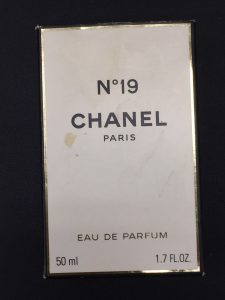 N°19
CHANEL
PARIS
EAU DE PARFUM
50 ml 1.7 FL.OZ.